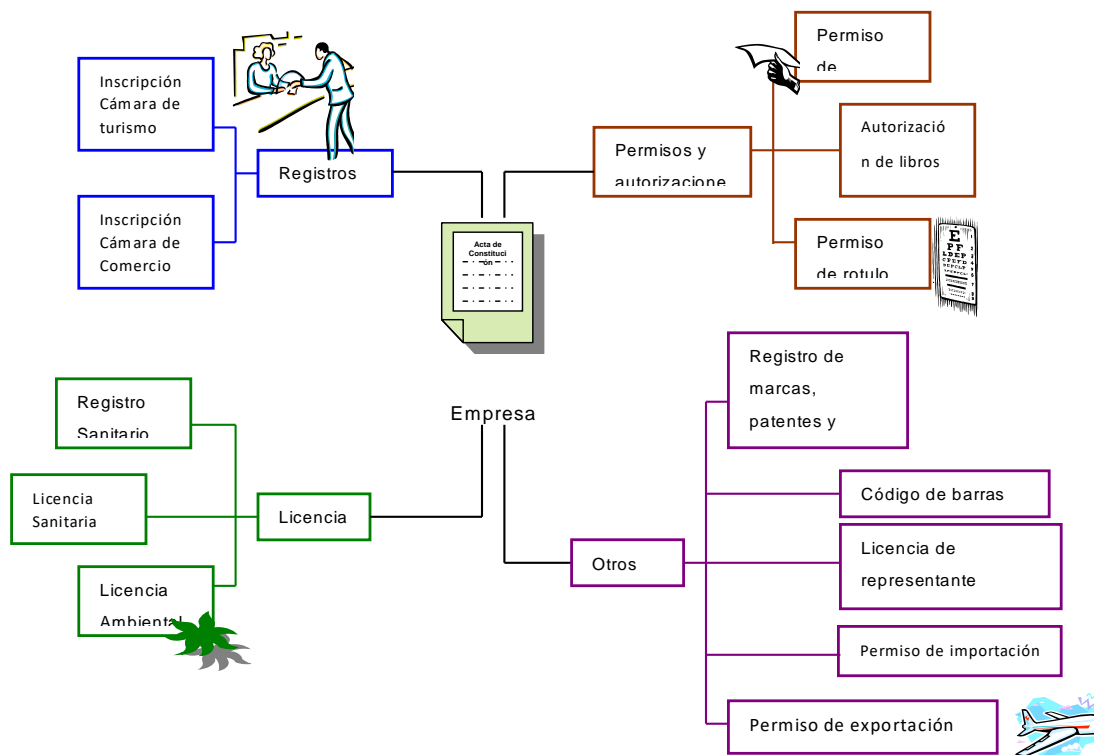 Inscripción
Cámara de
turismo
Registros
Inscripción
Cámara de
Comercio
Acta de
Constituci
ón
Permisos y
autorizacione
Permiso
de
Autorizació
n de libros
Permiso
de rotulo
E
P F
Empresa
Registro
Sanitario
Licencia
Sanitaria
Licencia
Ambiental
Licencia
Otros
Registro de
marcas,
patentes y
Código de barras
Licencia de
representante
Permiso de importación
Permiso de exportación